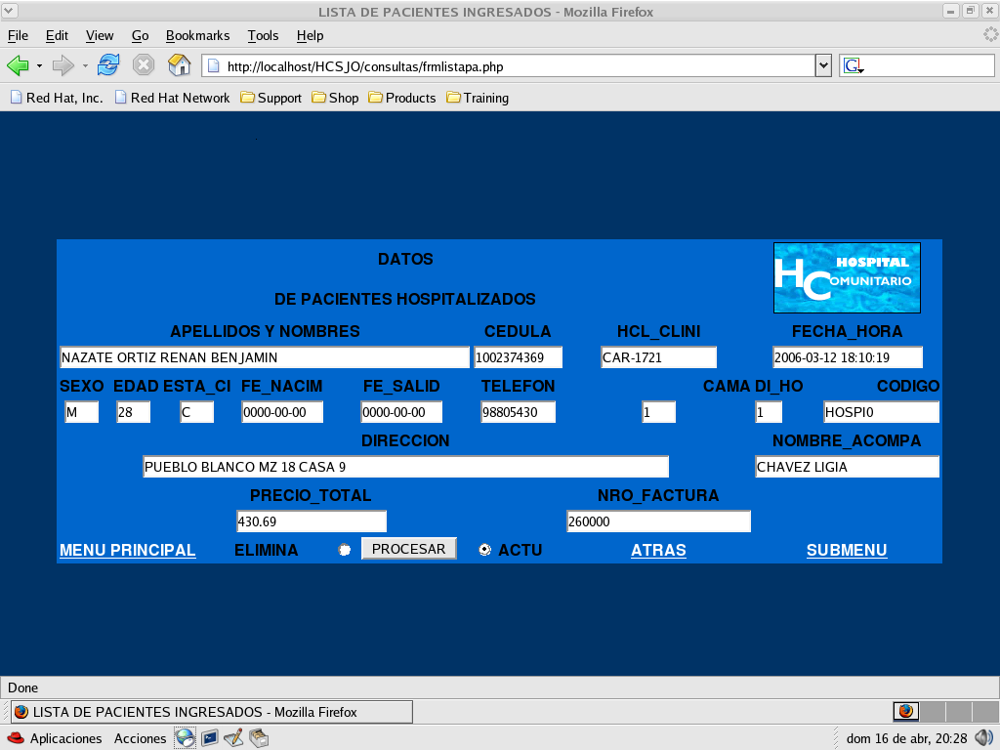 LISTA DE PACIENTES INGRESADOS - Mozilla Firefox
File Edit View Go Bookmarks Tools Help
http://localhost/HCSJO/consultas/frmlistapa.php
G
Red Hat, Inc. Red Hat Network Support Shop Products Training
DATOS
HOSPITAL
HC OMUNITARIO
DE PACIENTES HOSPITALIZADOS
APELLIDOS Y NOMBRES CEDULA HCL_CLINI FECHA_HORA
NAZATE ORTIZ RENAN BENJAMIN 1002374369 CAR-1721 2006-03-12 18:10:19
SEXO EDAD ESTA_CI FE_NACIM FE_SALID TELEFON CAMA DI_HO CODIGO
M 28 C 0000-00-00 0000-00-00 98805430 1 1 HOSPI0
DIRECCION NOMBRE_ACOMPA
PUEBLO BLANCO MZ 18 CASA 9 CHAVEZ LIGIA
PRECIO_TOTAL NRO_FACTURA
430.69 260000
MENU PRINCIPAL ELIMINA PROCESAR ACTU ATRAS SUBMENU
Done
LISTA DE PACIENTES INGRESADOS - Mozilla Firefox
Aplicaciones Acciones dom 16 de abr, 20:28